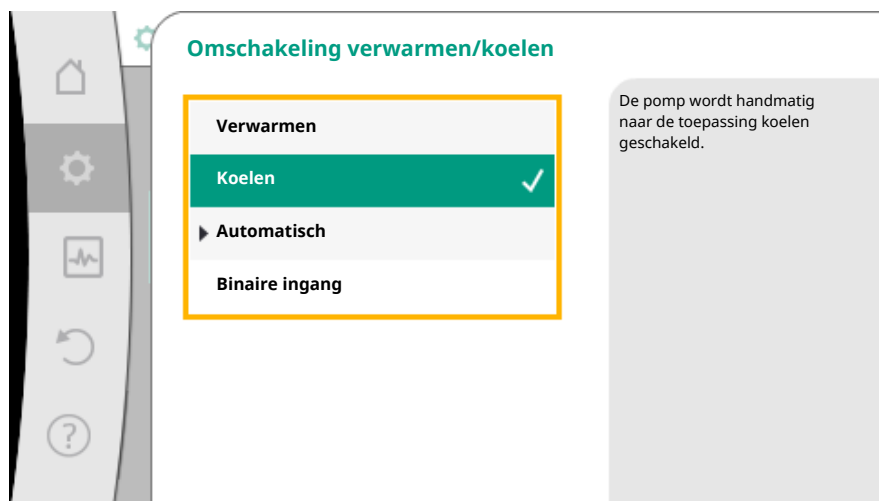 Omschakeling verwarmen/koelen
Verwarmen
Koelen
Automatisch
Binaire ingang
De pomp wordt handmatig
naar de toepassing koelen
geschakeld.
?